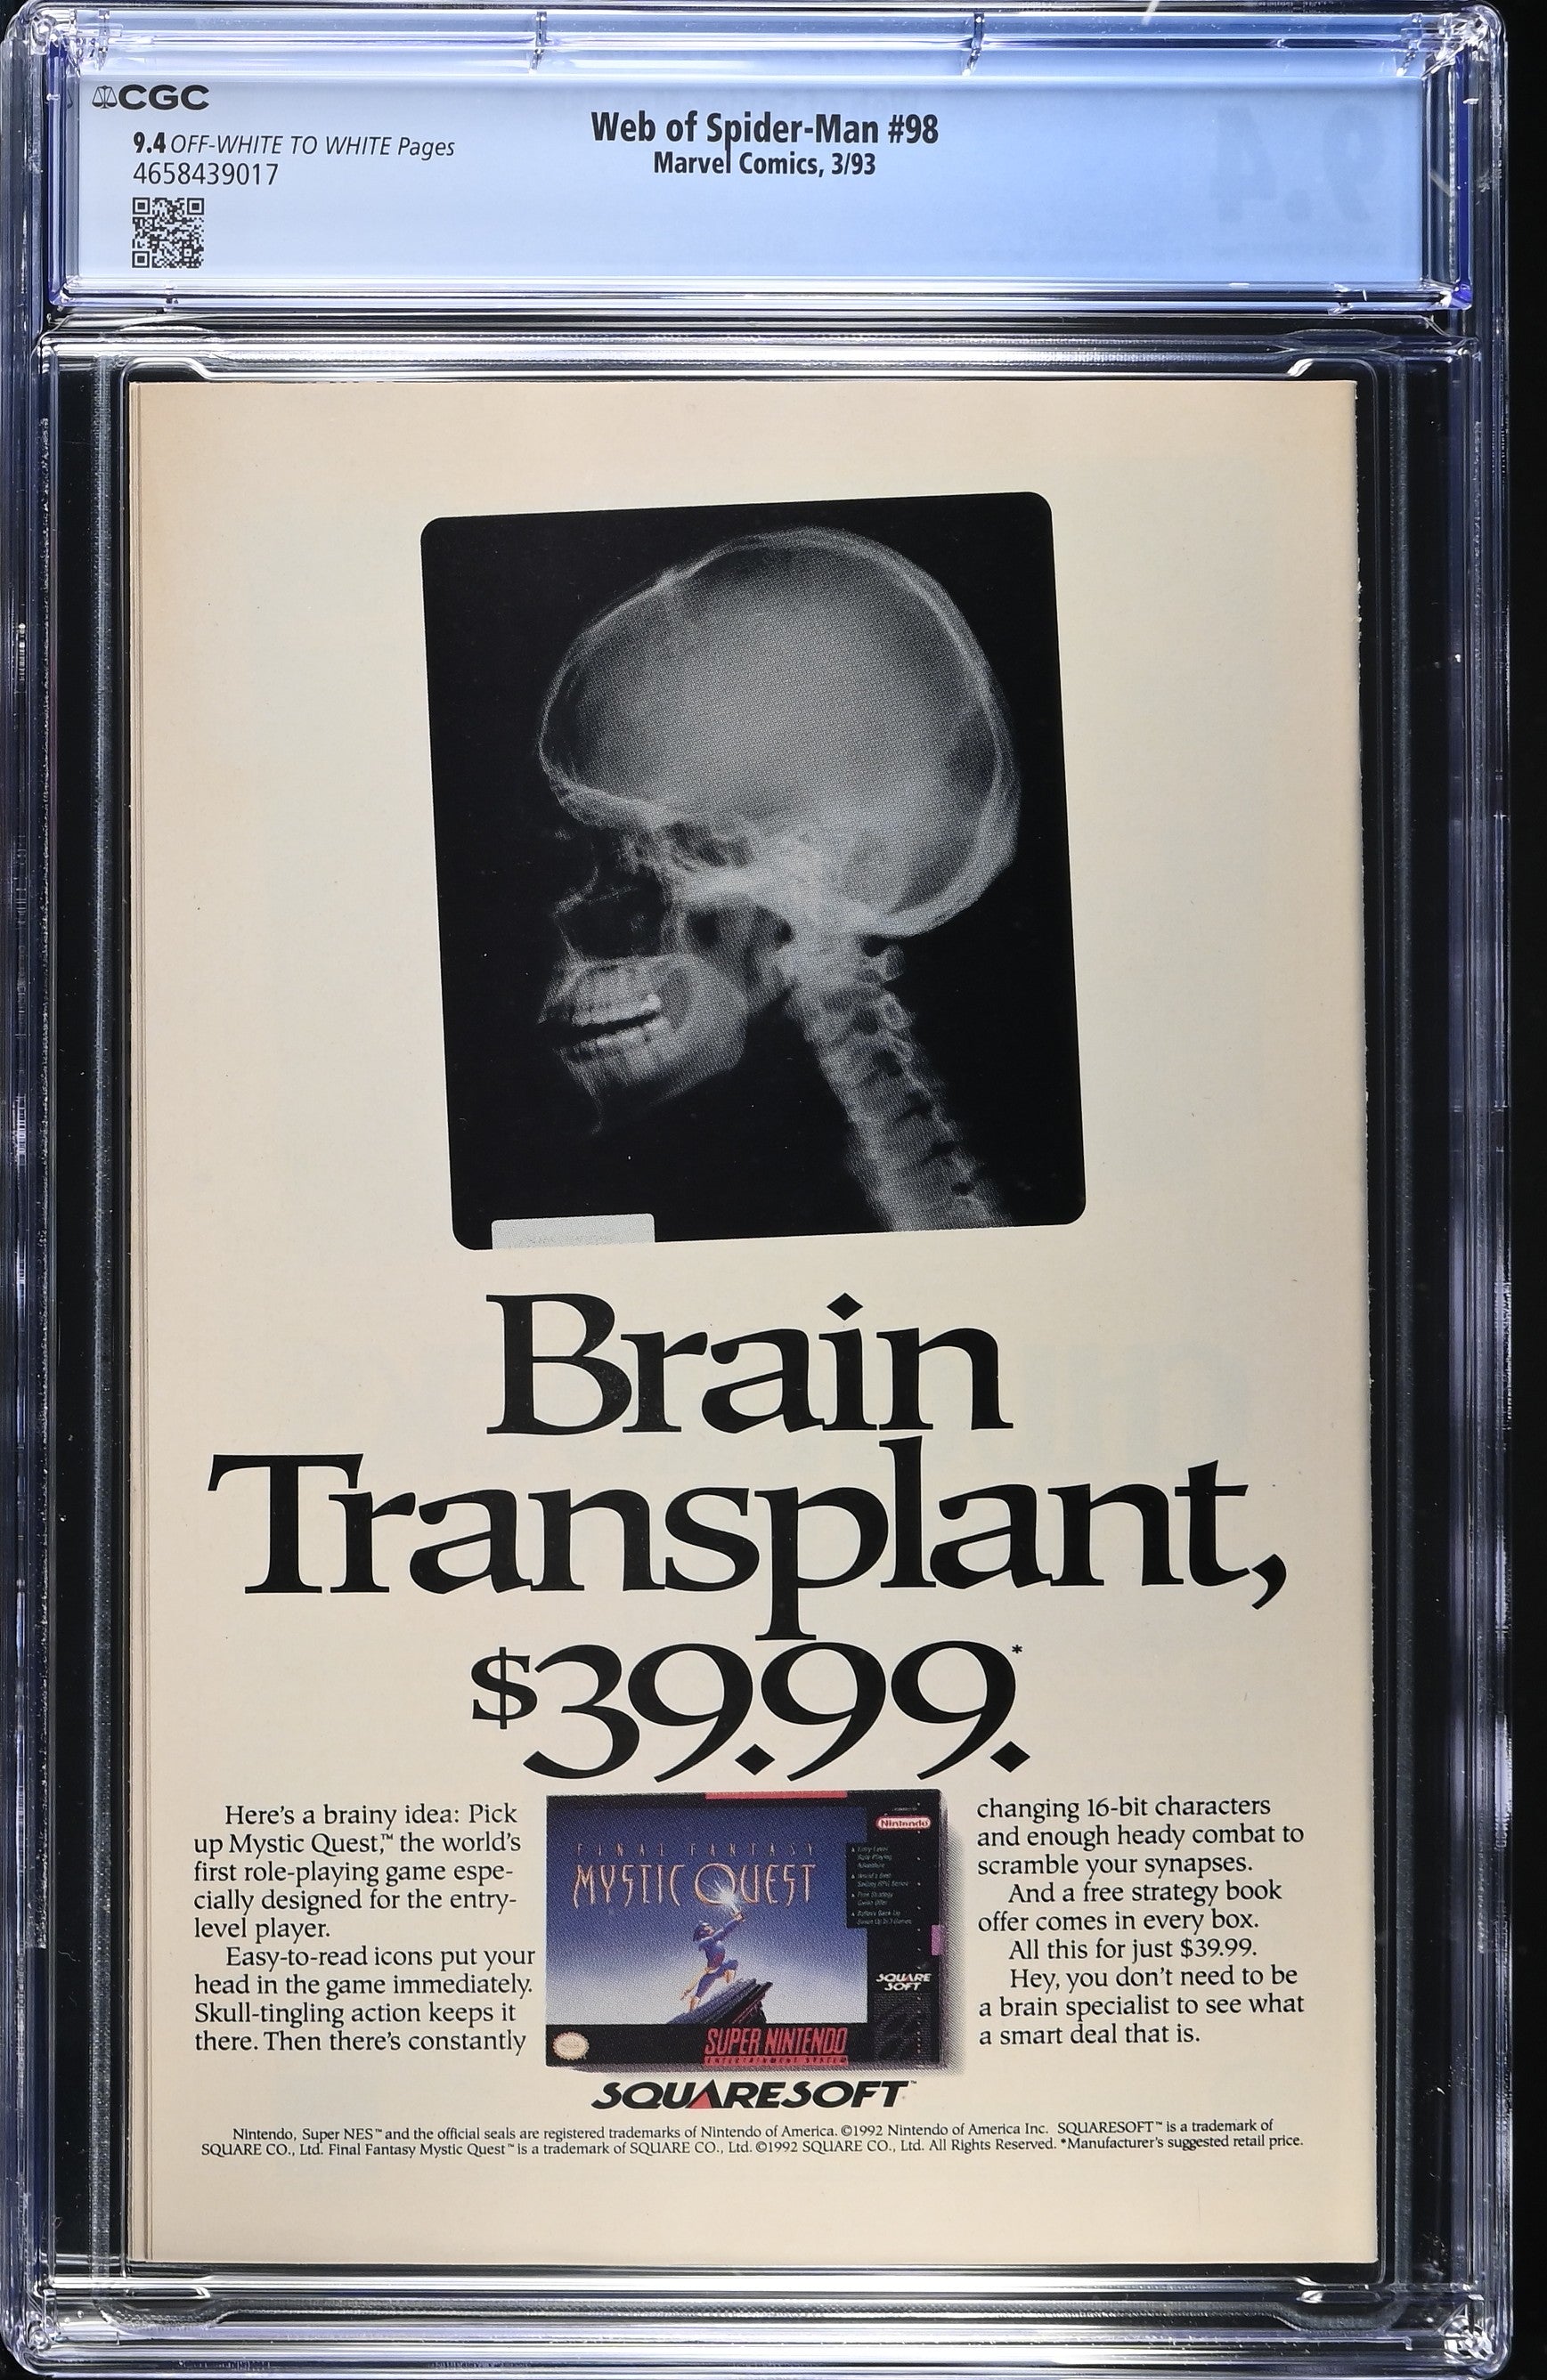 CGC
9.4 OFF-WHITE TO WHITE Pages
4658439017
Web of Spider-Man #98
Marvel Comics, 3/93
Brain
Transplant,
$39.99.*
Here's a brainy idea: Pick
up Mystic Quest,™ the world's
first role-playing game espe-
cially designed for the entry-
level player.
Easy-to-read icons put your
head in the game immediately.
Skull-tingling action keeps it
there. Then there's constantly
FINAL FANTASY
MYSTIC QUEST
Nintendo
SQUARE
SOFT
SUPER NINTENDO
ENTERTAINMENT SYSTEM
changing 16-bit characters
and enough heady combat to
scramble your synapses.
And a free strategy book
offer comes in every box.
All this for just $39.99.
Hey, you don't need to be
a brain specialist to see what
a smart deal that is.
SQUARESOFT™
Nintendo, Super NES™ and the official seals are registered trademarks of Nintendo of America. ©1992 Nintendo of America Inc. SQUARESOFT™ is a trademark of
SQUARE CO., Ltd. Final Fantasy Mystic Quest™ is a trademark of SQUARE CO., Ltd. ©1992 SQUARE CO., Ltd. All Rights Reserved. *Manufacturer's suggested retail price.